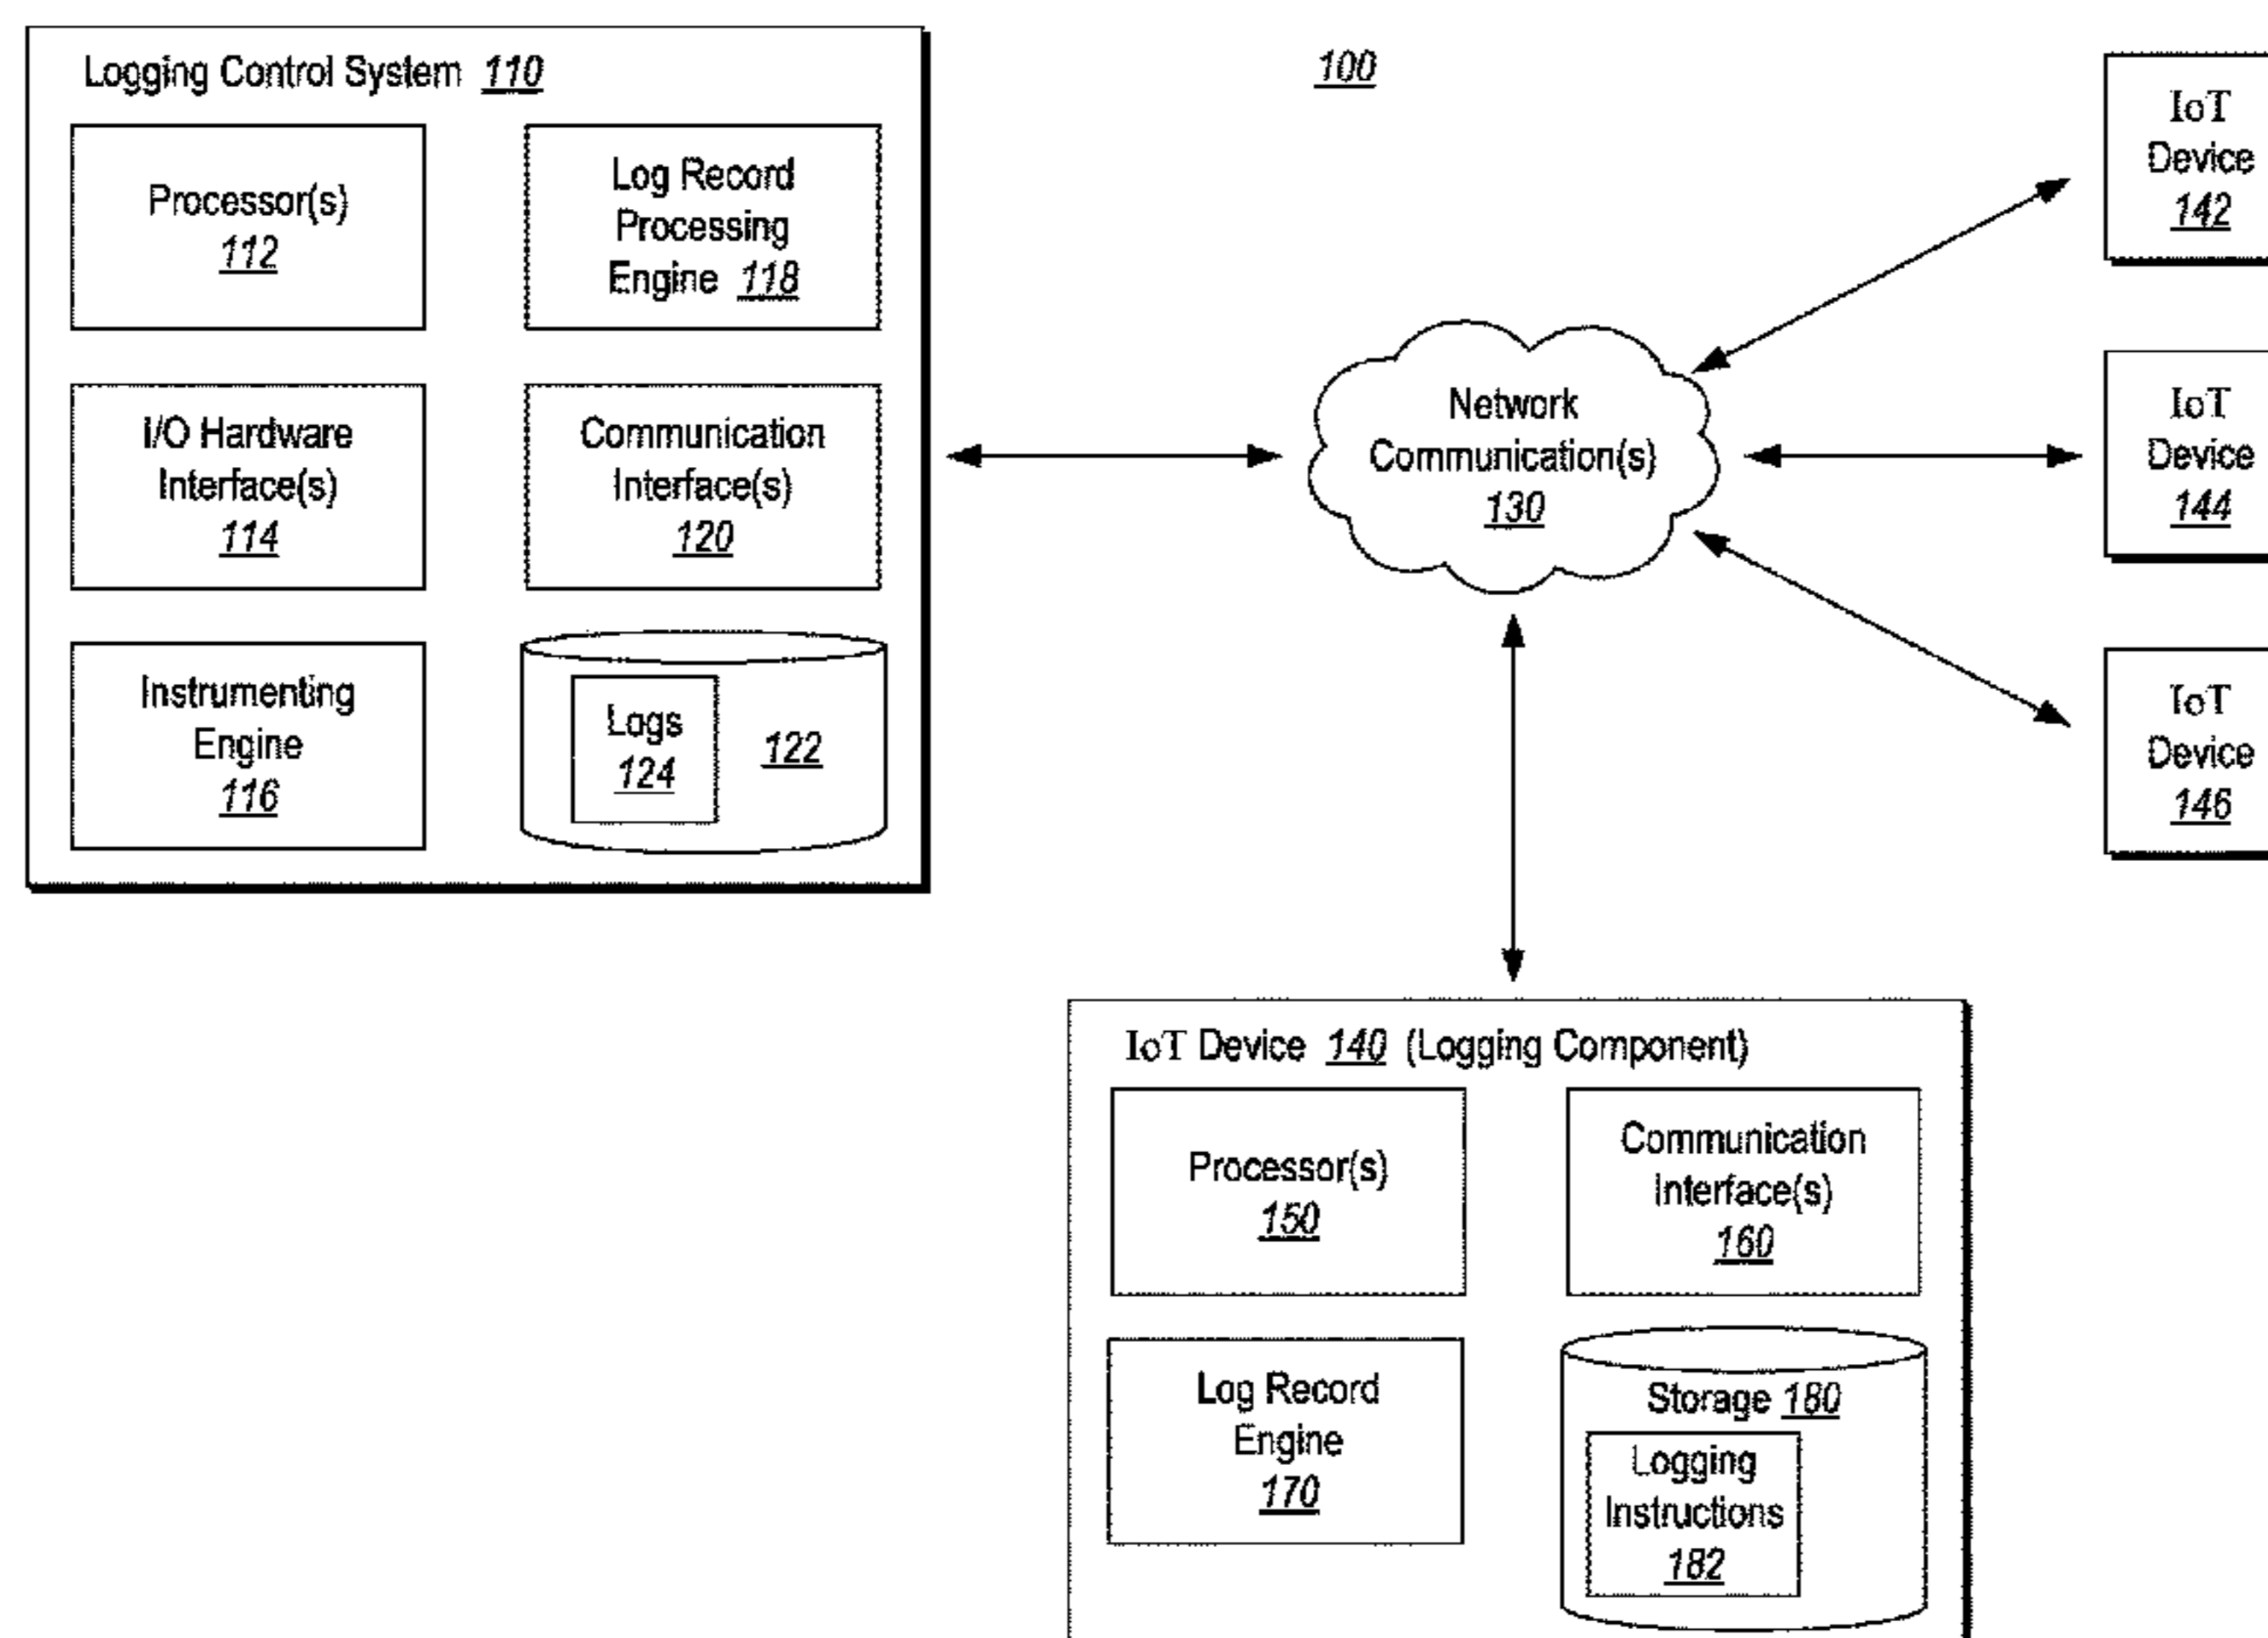 Logging Control System 110
Processor(s)
112
Log Record
Processing
Engine 118
I/O Hardware
Interface(s)
114
Communication
Interface(s)
120
Instrumenting
Engine
116
Logs
124
122
100
Network
Communication(s)
130
IoT
Device
142
IoT
Device
144
IoT
Device
146
IoT Device 140 (Logging Component)
Processor(s)
150
Communication
Interface(s)
160
Log Record
Engine
170
Storage 180
Logging
Instructions
182